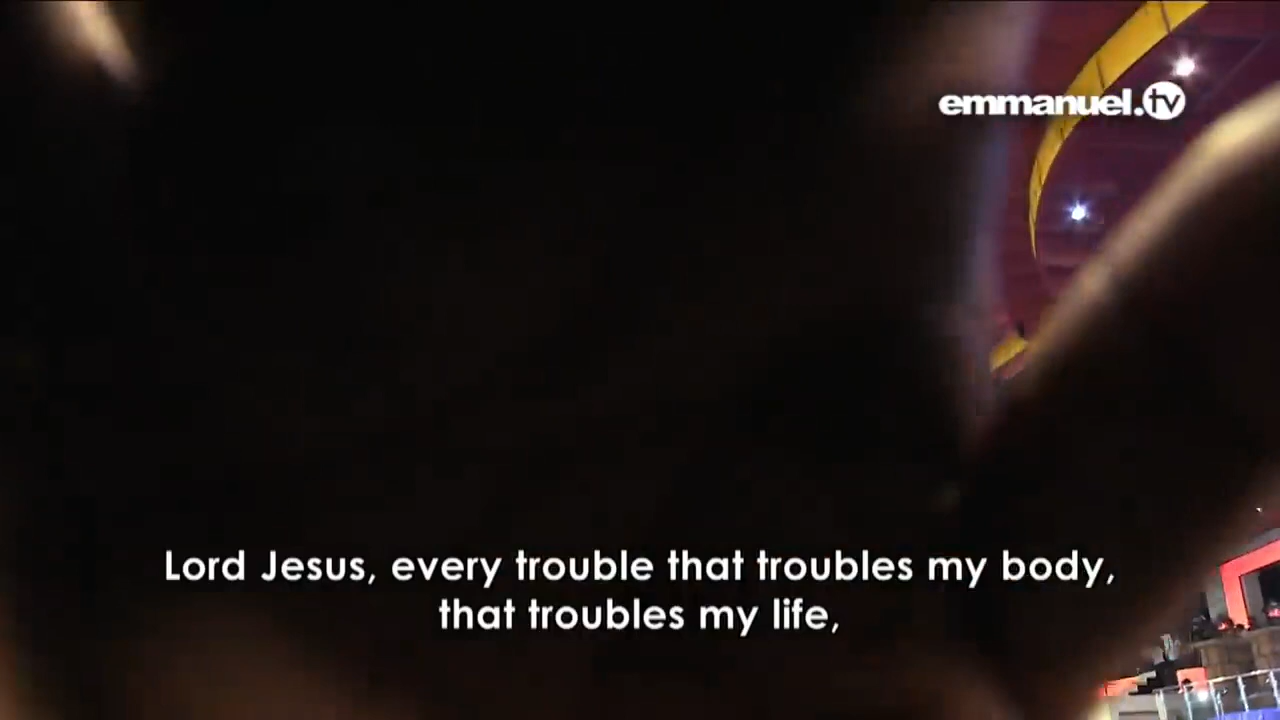 emmanuel.tv
Lord Jesus, every trouble that troubles my body,
that troubles my life,